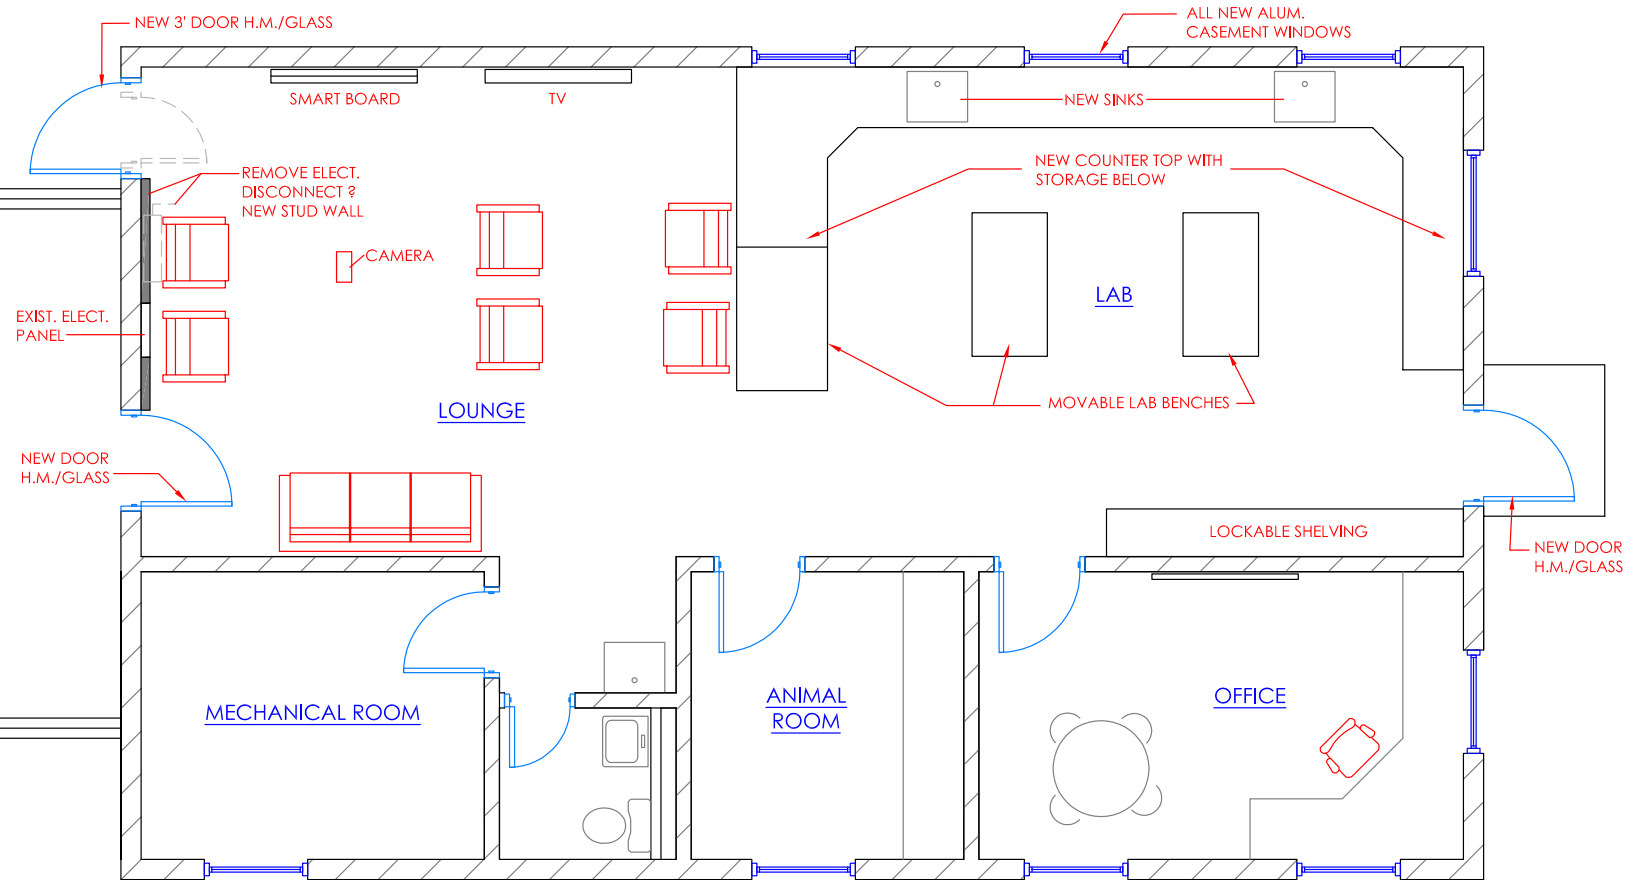 NEW 3' DOOR H.M./GLASS
ALL NEW ALUM.
CASEMENT WINDOWS
SMART BOARD
TV
NEW SINKS
REMOVE ELECT.
DISCONNECT ?
NEW STUD WALL
NEW COUNTER TOP WITH
STORAGE BELOW
CAMERA
LAB
EXIST. ELECT.
PANEL
LOUNGE
MOVABLE LAB BENCHES
NEW DOOR
H.M./GLASS
LOCKABLE SHELVING
NEW DOOR
H.M./GLASS
MECHANICAL ROOM
ANIMAL
ROOM
OFFICE